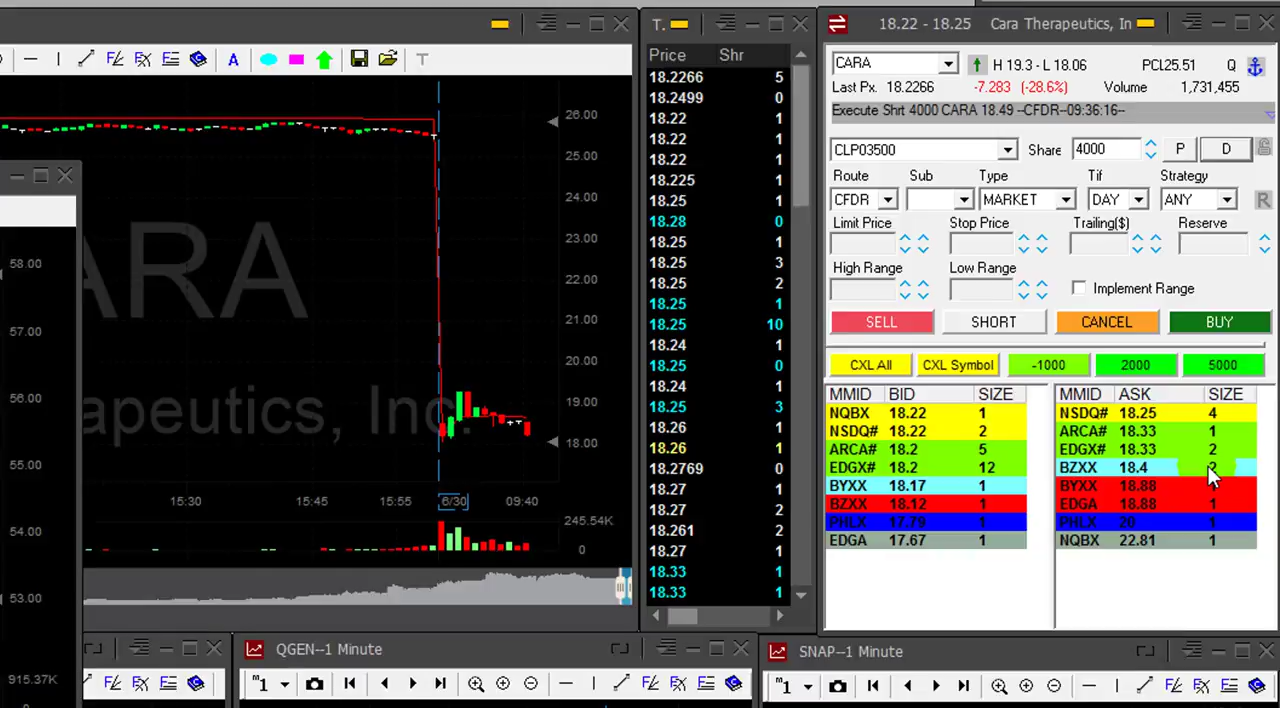 T.
18.22 - 18.25 Cara Therapeutics, In
Price Shr
18.2266 5
18.2499 0
18.22 1
18.22 1
18.22 1
18.225 1
18.25 1
18.28 0
18.25 1
18.25 3
18.25 2
18.25 1
18.25 10
18.24 1
18.25 0
18.24 1
18.25 3
18.26 1
18.26 1
18.2769 0
18.27 1
18.27 2
18.261 2
18.27 1
18.33 1
18.33 1
CARA
H 19.3 - L 18.06 PCL25.51 Q
Last Px. 18.2266 -7.283 (-28.6%) Volume 1,731,455
Execute Shrt 4000 CARA 18.49 --CFDR--09:36:16--
CLP03500 Share 4000 P D
Route Sub Type Tif Strategy
CFDR MARKET DAY ANY R
Limit Price Stop Price Trailing($) Reserve
High Range Low Range
Implement Range
SELL SHORT CANCEL BUY
CXL All CXL Symbol -1000 2000 5000
MMID BID SIZE
NQBX 18.22 1
NSDQ# 18.22 2
ARCA# 18.2 5
EDGX# 18.2 12
BYXX 18.17 1
BZXX 18.12 1
PHLX 17.79 1
EDGA 17.67 1
MMID ASK SIZE
NSDQ# 18.25 4
ARCA# 18.33 1
EDGX# 18.33 2
BZXX 18.4 2
BYXX 18.88 1
EDGA 18.88 1
PHLX 20 1
NQBX 22.81 1
A T
26.00
25.00
24.00
23.00
22.00
21.00
20.00
19.00
18.00
ARA
erapeutics, Inc.
15:30 15:45 15:55 6/30 09:40
245.54K
0
58.00
57.00
56.00
55.00
54.00
53.00
915.37K
QGEN--1 Minute
m1
SNAP--1 Minute
m1